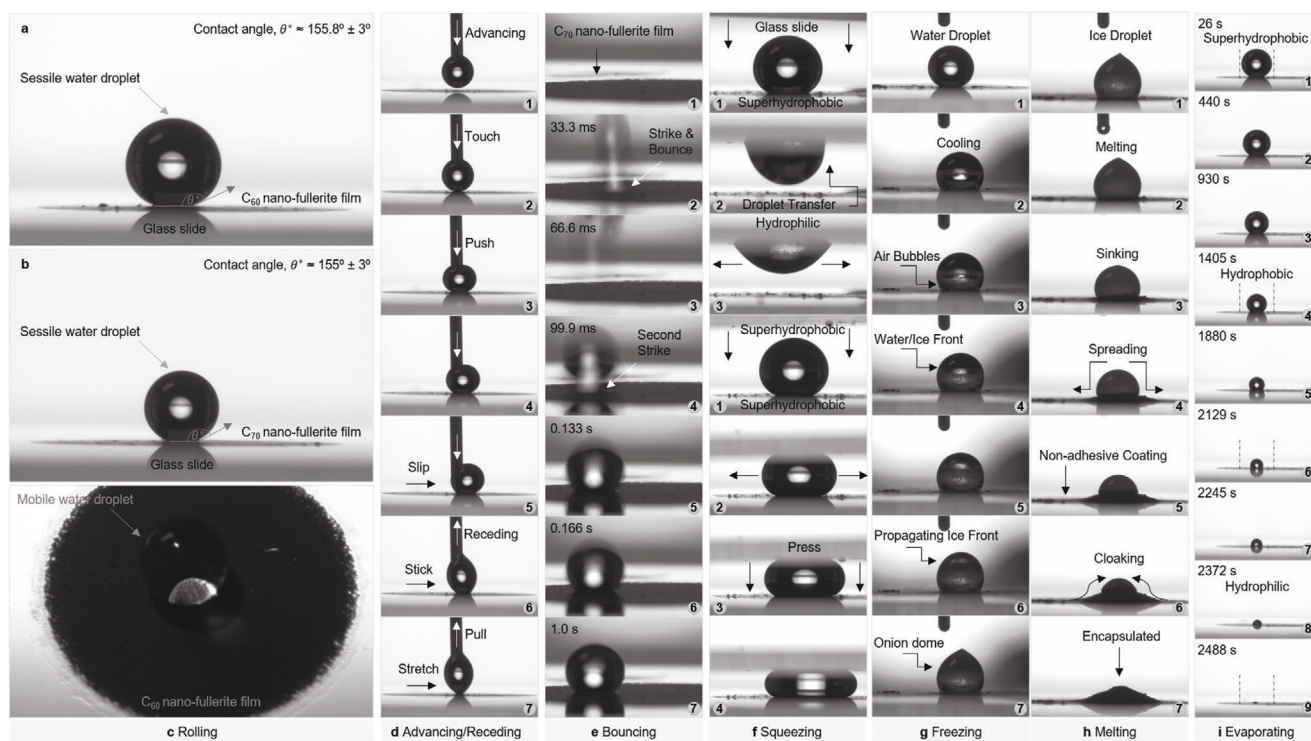 a
Contact angle, θ* ≈ 155.8º ± 3º
Sessile water droplet
θ*
C60 nano-fullerite film
Glass slide
b
Contact angle, θ* ≈ 155º ± 3º
Sessile water droplet
θ*
C70 nano-fullerite film
Glass slide
Mobile water droplet
C60 nano-fullerite film
c Rolling
Advancing
1
Touch
2
Push
3
4
Slip
5
Receding
Stick
6
Pull
Stretch
7
d Advancing/Receding
C70 nano-fullerite film
1
33.3 ms
Strike &
Bounce
2
66.6 ms
3
99.9 ms
Second
Strike
4
0.133 s
5
0.166 s
6
1.0 s
7
e Bouncing
Glass slide
1
Superhydrophobic
Droplet Transfer
2
Hydrophilic
3
Superhydrophobic
1
Superhydrophobic
2
Press
3
4
f Squeezing
Water Droplet
1
Cooling
2
Air Bubbles
3
Water/Ice Front
4
5
Propagating Ice Front
6
Onion dome
7
g Freezing
Ice Droplet
1
Melting
2
Sinking
3
Spreading
4
Non-adhesive Coating
5
Cloaking
6
Encapsulated
7
h Melting
26 s
Superhydrophobic
1
440 s
2
930 s
3
1405 s
Hydrophobic
4
1880 s
5
2129 s
6
2245 s
7
2372 s
Hydrophilic
8
2488 s
9
i Evaporating